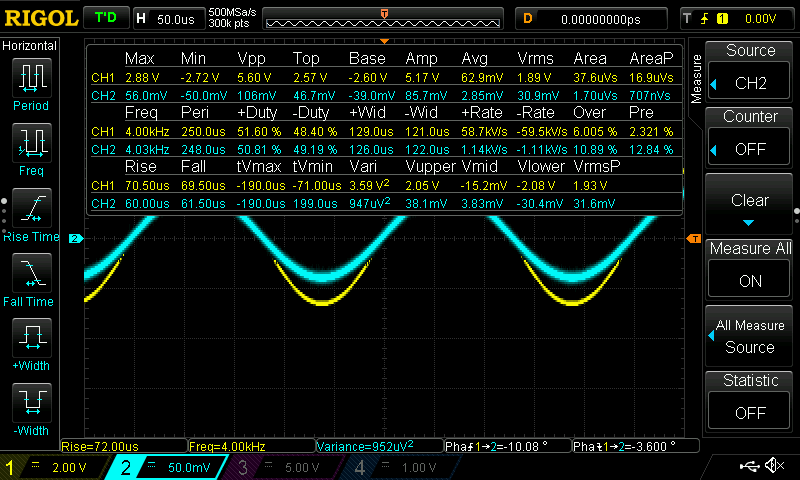 RIGOL T'D H 50.0us 500MSa/s 300k pts D 0.00000000ps T 1 0.00V
Horizontal
Period
Freq
Rise Time
Fall Time
+Width
-Width
Max Min Vpp Top Base Amp Avg Vrms Area AreaP
CH1 2.88 V -2.72 V 5.60 V 2.57 V -2.60 V 5.17 V 62.9mV 1.89 V 37.6uVs 16.9uVs
CH2 56.0mV -50.0mV 106mV 46.7mV -39.0mV 85.7mV 2.85mV 30.9mV 1.70uVs 707nVs
Freq Peri +Duty -Duty +Wid -Wid +Rate -Rate Over Pre
CH1 4.00kHz 250.0us 51.60 % 48.40 % 129.0us 121.0us 58.7kV/s -59.5kV/s 6.005 % 2.321 %
CH2 4.03kHz 248.0us 50.81 % 49.19 % 126.0us 122.0us 1.14kV/s -1.11kV/s 10.89 % 12.84 %
Rise Fall tVmax tVmin Vari Vupper Vmid Vlower VrmsP
CH1 70.50us 69.50us -190.0us -71.00us 3.59 V² 2.05 V -15.2mV -2.08 V 1.93 V
CH2 60.00us 61.50us -190.0us 199.0us 947uV² 38.1mV 3.83mV -30.4mV 31.6mV
2
T
Measure
Source
CH2
Counter
OFF
Clear
Measure All
ON
All Measure
Source
Statistic
OFF
Rise=72.00us Freq=4.00kHz Variance=952uV² Pha 1→2=-10.08 ° Pha 1→2=-3.600 °
1 2.00 V 2 50.0mV 3 5.00 V 4 1.00 V